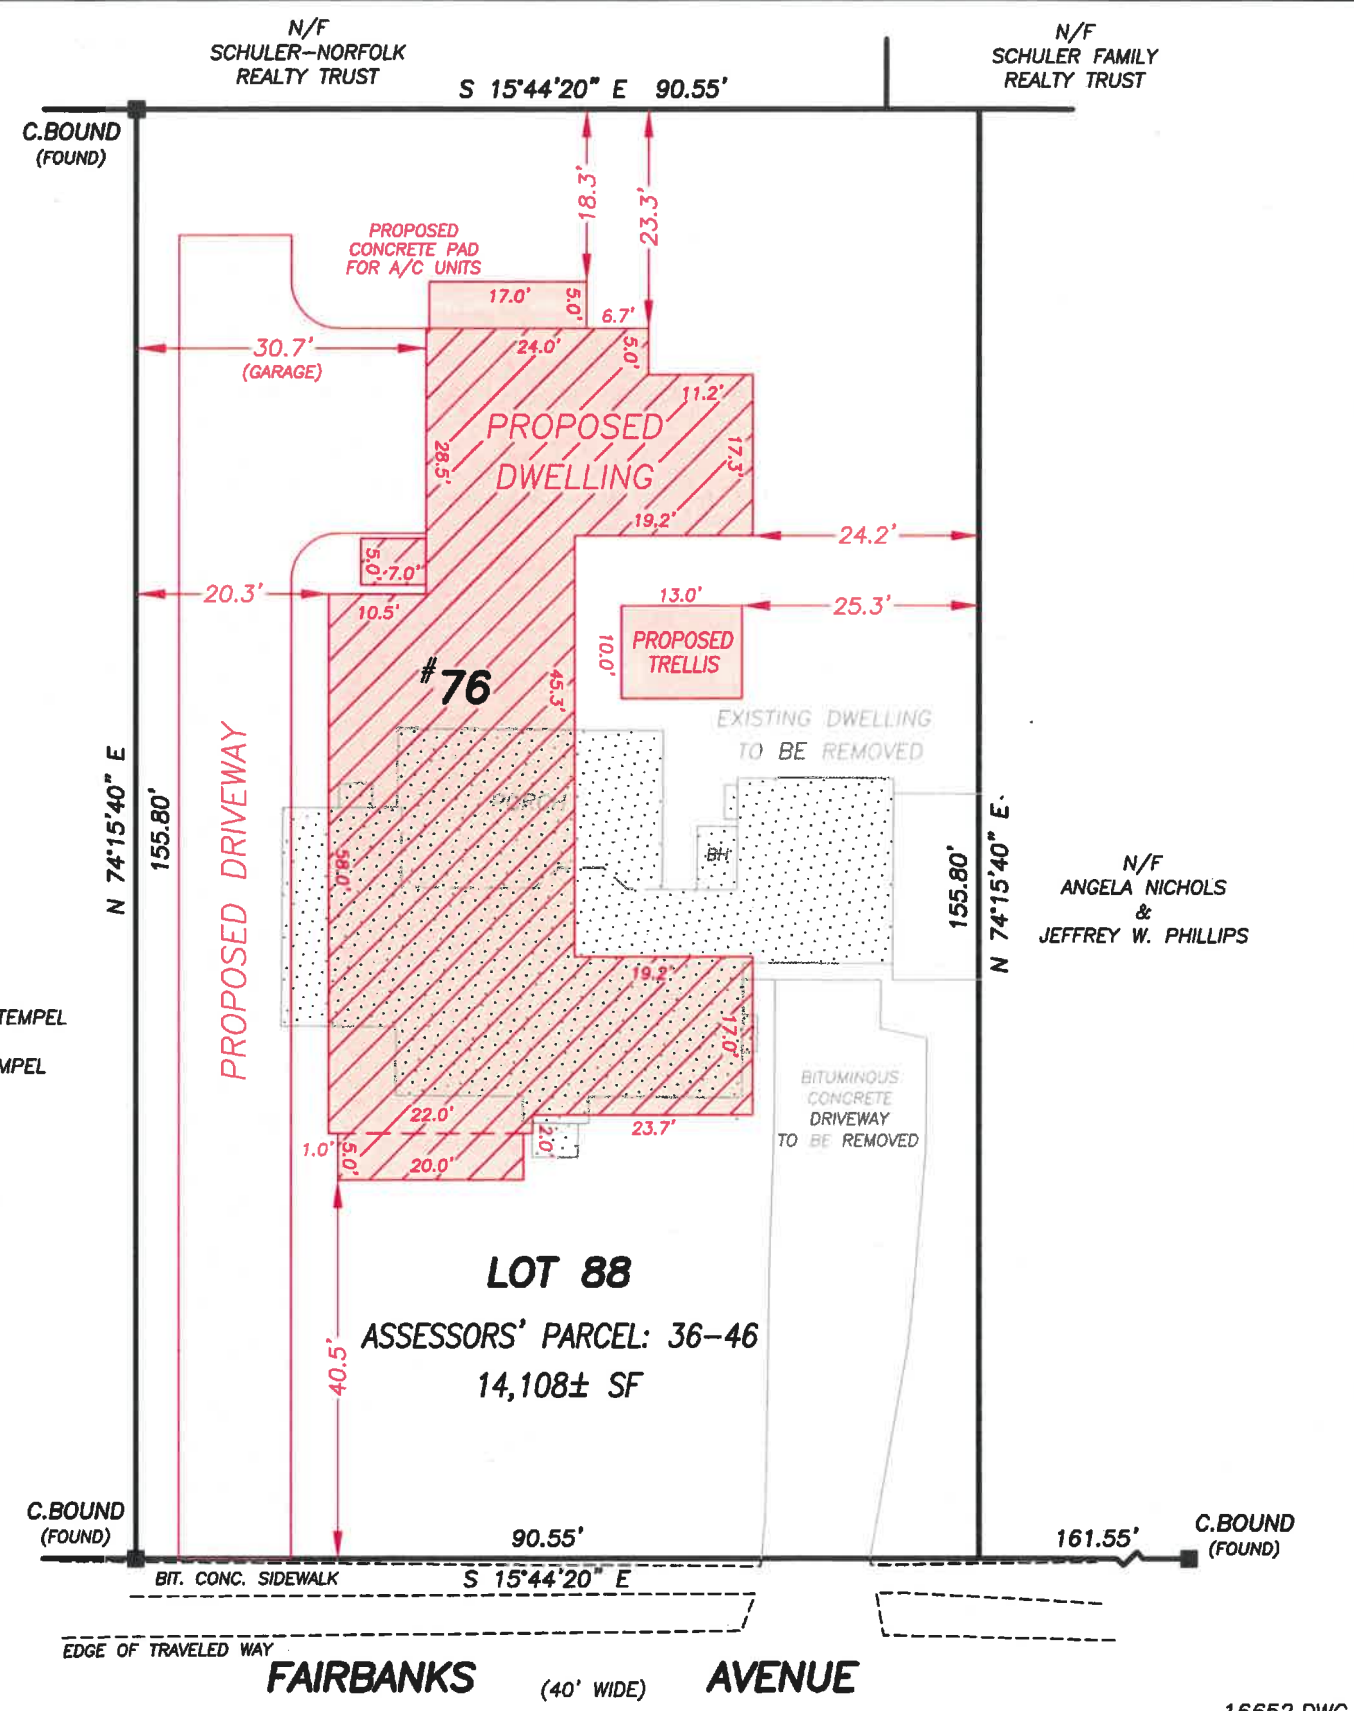 N/F
SCHULER-NORFOLK
REALTY TRUST
N/F
SCHULER FAMILY
REALTY TRUST
S 15°44'20" E 90.55'
C.BOUND
(FOUND)
18.3'
23.3'
PROPOSED
CONCRETE PAD
FOR A/C UNITS
17.0'
5.0'
6.7'
30.7'
(GARAGE)
24.0'
5.0'
11.2'
PROPOSED
DWELLING
28.5'
17.3'
19.2'
24.2'
5.0'
7.0'
20.3'
10.5'
13.0'
25.3'
10.0'
PROPOSED
TRELLIS
#76
45.3'
EXISTING DWELLING
TO BE REMOVED
N 74°15'40" E
155.80'
PROPOSED DRIVEWAY
PORCH
BH
58.0'
155.80'
N 74°15'40" E
N/F
ANGELA NICHOLS
&
JEFFREY W. PHILLIPS
19.2'
17.0'
TEMPEL
MPEL
BITUMINOUS
CONCRETE
DRIVEWAY
TO BE REMOVED
22.0'
23.7'
2.0'
1.0'
5.0'
20.0'
LOT 88
ASSESSORS' PARCEL: 36-46
14,108± SF
40.5'
C.BOUND
(FOUND)
90.55'
161.55'
C.BOUND
(FOUND)
BIT. CONC. SIDEWALK
S 15°44'20" E
EDGE OF TRAVELED WAY
FAIRBANKS (40' WIDE) AVENUE